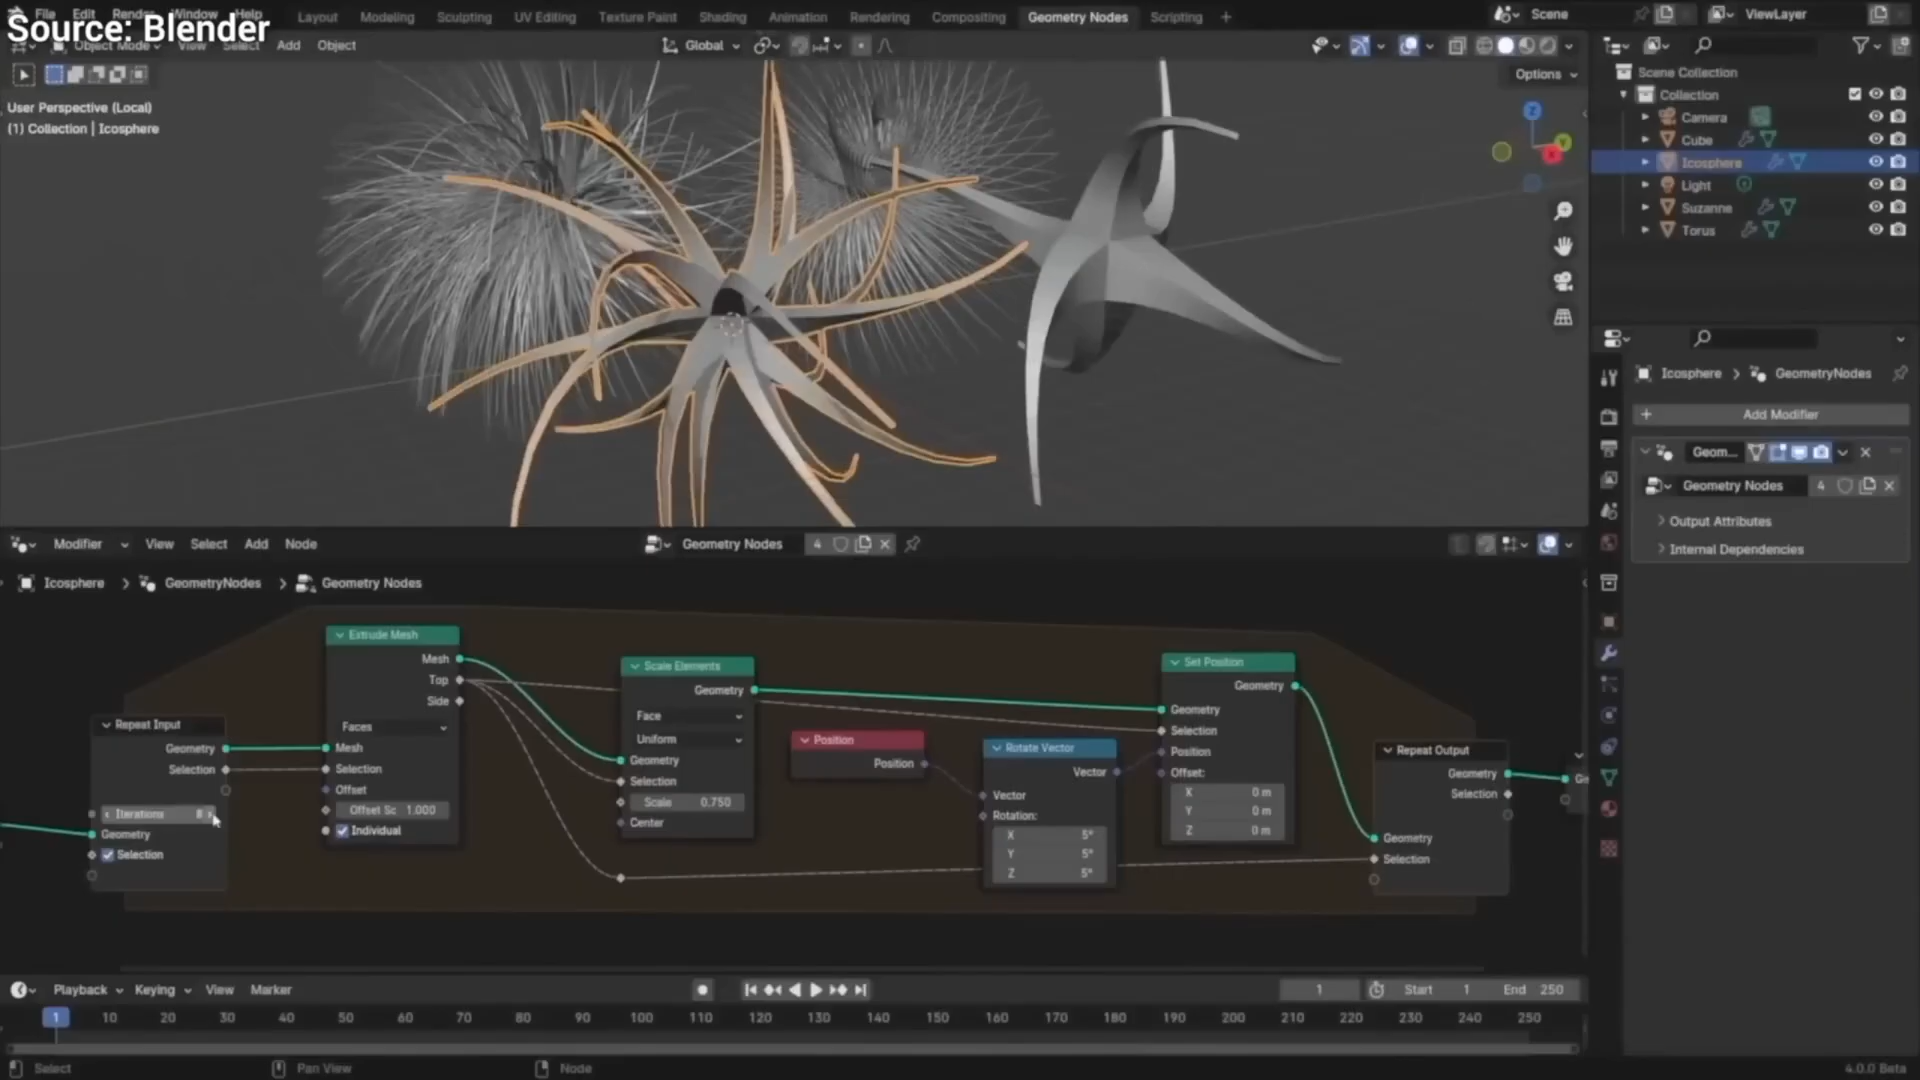 File Edit Render Window Help
Layout Modeling Sculpting UV Editing Texture Paint Shading Animation Rendering Compositing Geometry Nodes Scripting +
Scene ViewLayer
Source: Blender
Object Mode View Select Add Object
Global
Options
User Perspective (Local)
(1) Collection | Icosphere
Z
Y
X
Scene Collection
Collection
Camera
Cube
Icosphere
Light
Suzanne
Torus
Icosphere > GeometryNodes
+ Add Modifier
Geom...
Geometry Nodes 4
Output Attributes
Internal Dependencies
Modifier View Select Add Node
Geometry Nodes 4
Icosphere > GeometryNodes > Geometry Nodes
Repeat Input
Geometry
Selection
Iterations
Geometry
Selection
Extrude Mesh
Mesh
Top
Side
Faces
Mesh
Selection
Offset
Offset Sc 1.000
Individual
Scale Elements
Geometry
Face
Uniform
Geometry
Selection
Scale 0.750
Center
Position
Position
Rotate Vector
Vector
Vector
Rotation:
X 5°
Y 5°
Z 5°
Set Position
Geometry
Geometry
Selection
Position
Offset:
X 0 m
Y 0 m
Z 0 m
Repeat Output
Geometry
Selection
Geometry
Selection
Playback Keying View Marker
1 Start 1 End 250
1 10 20 30 40 50 60 70 80 90 100 110 120 130 140 150 160 170 180 190 200 210 220 230 240 250
Select Pan View Node 4.0.0 Beta